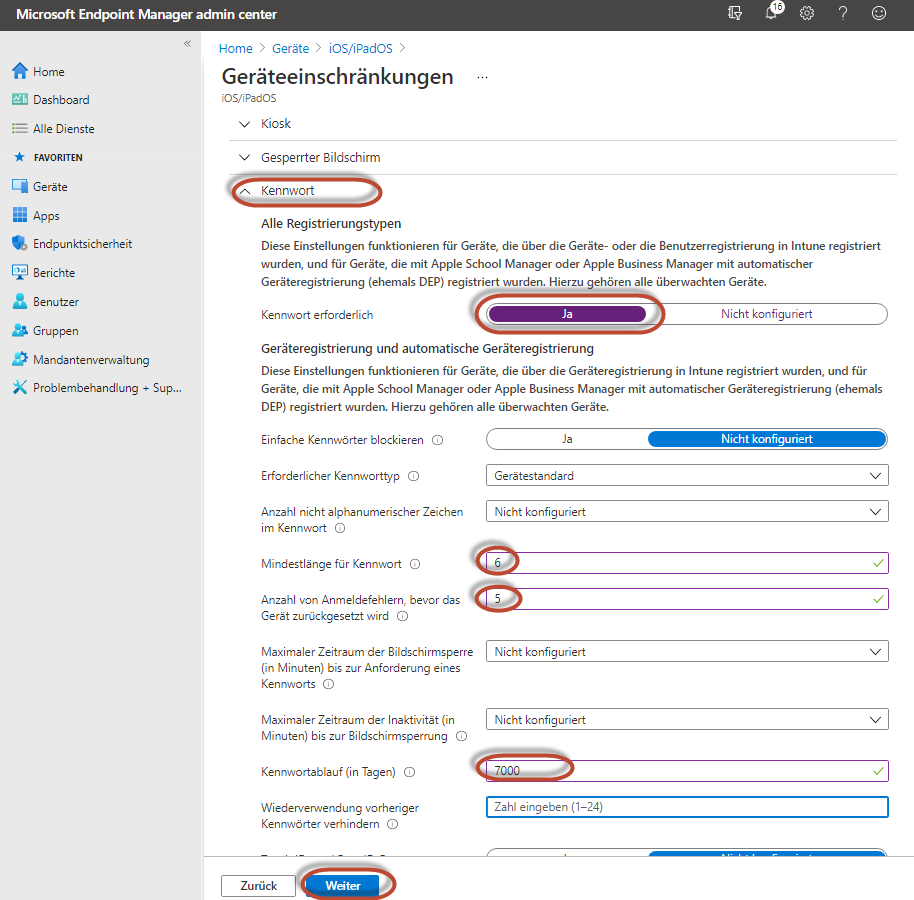 Microsoft Endpoint Manager admin center
16
«
Home
Dashboard
Alle Dienste
FAVORITEN
Geräte
Apps
Endpunktsicherheit
Berichte
Benutzer
Gruppen
Mandantenverwaltung
Problembehandlung + Sup...
Home > Geräte > iOS/iPadOS >
Geräteeinschränkungen ...
iOS/iPadOS
Kiosk
Gesperrter Bildschirm
Kennwort
Alle Registrierungstypen
Diese Einstellungen funktionieren für Geräte, die über die Geräte- oder die Benutzerregistrierung in Intune registriert
wurden, und für Geräte, die mit Apple School Manager oder Apple Business Manager mit automatischer
Geräteregistrierung (ehemals DEP) registriert wurden. Hierzu gehören alle überwachten Geräte.
Kennwort erforderlich
Ja
Nicht konfiguriert
Geräteregistrierung und automatische Geräteregistrierung
Diese Einstellungen funktionieren für Geräte, die über die Geräteregistrierung in Intune registriert wurden, und für
Geräte, die mit Apple School Manager oder Apple Business Manager mit automatischer Geräteregistrierung (ehemals
DEP) registriert wurden. Hierzu gehören alle überwachten Geräte.
Einfache Kennwörter blockieren
Ja
Nicht konfiguriert
Erforderlicher Kennworttyp
Gerätestandard
Anzahl nicht alphanumerischer Zeichen
im Kennwort
Nicht konfiguriert
Mindestlänge für Kennwort
6
Anzahl von Anmeldefehlern, bevor das
Gerät zurückgesetzt wird
5
Maximaler Zeitraum der Bildschirmsperre
(in Minuten) bis zur Anforderung eines
Kennworts
Nicht konfiguriert
Maximaler Zeitraum der Inaktivität (in
Minuten) bis zur Bildschirmsperrung
Nicht konfiguriert
Kennwortablauf (in Tagen)
7000
Wiederverwendung vorheriger
Kennwörter verhindern
Zahl eingeben (1–24)
Zurück
Weiter